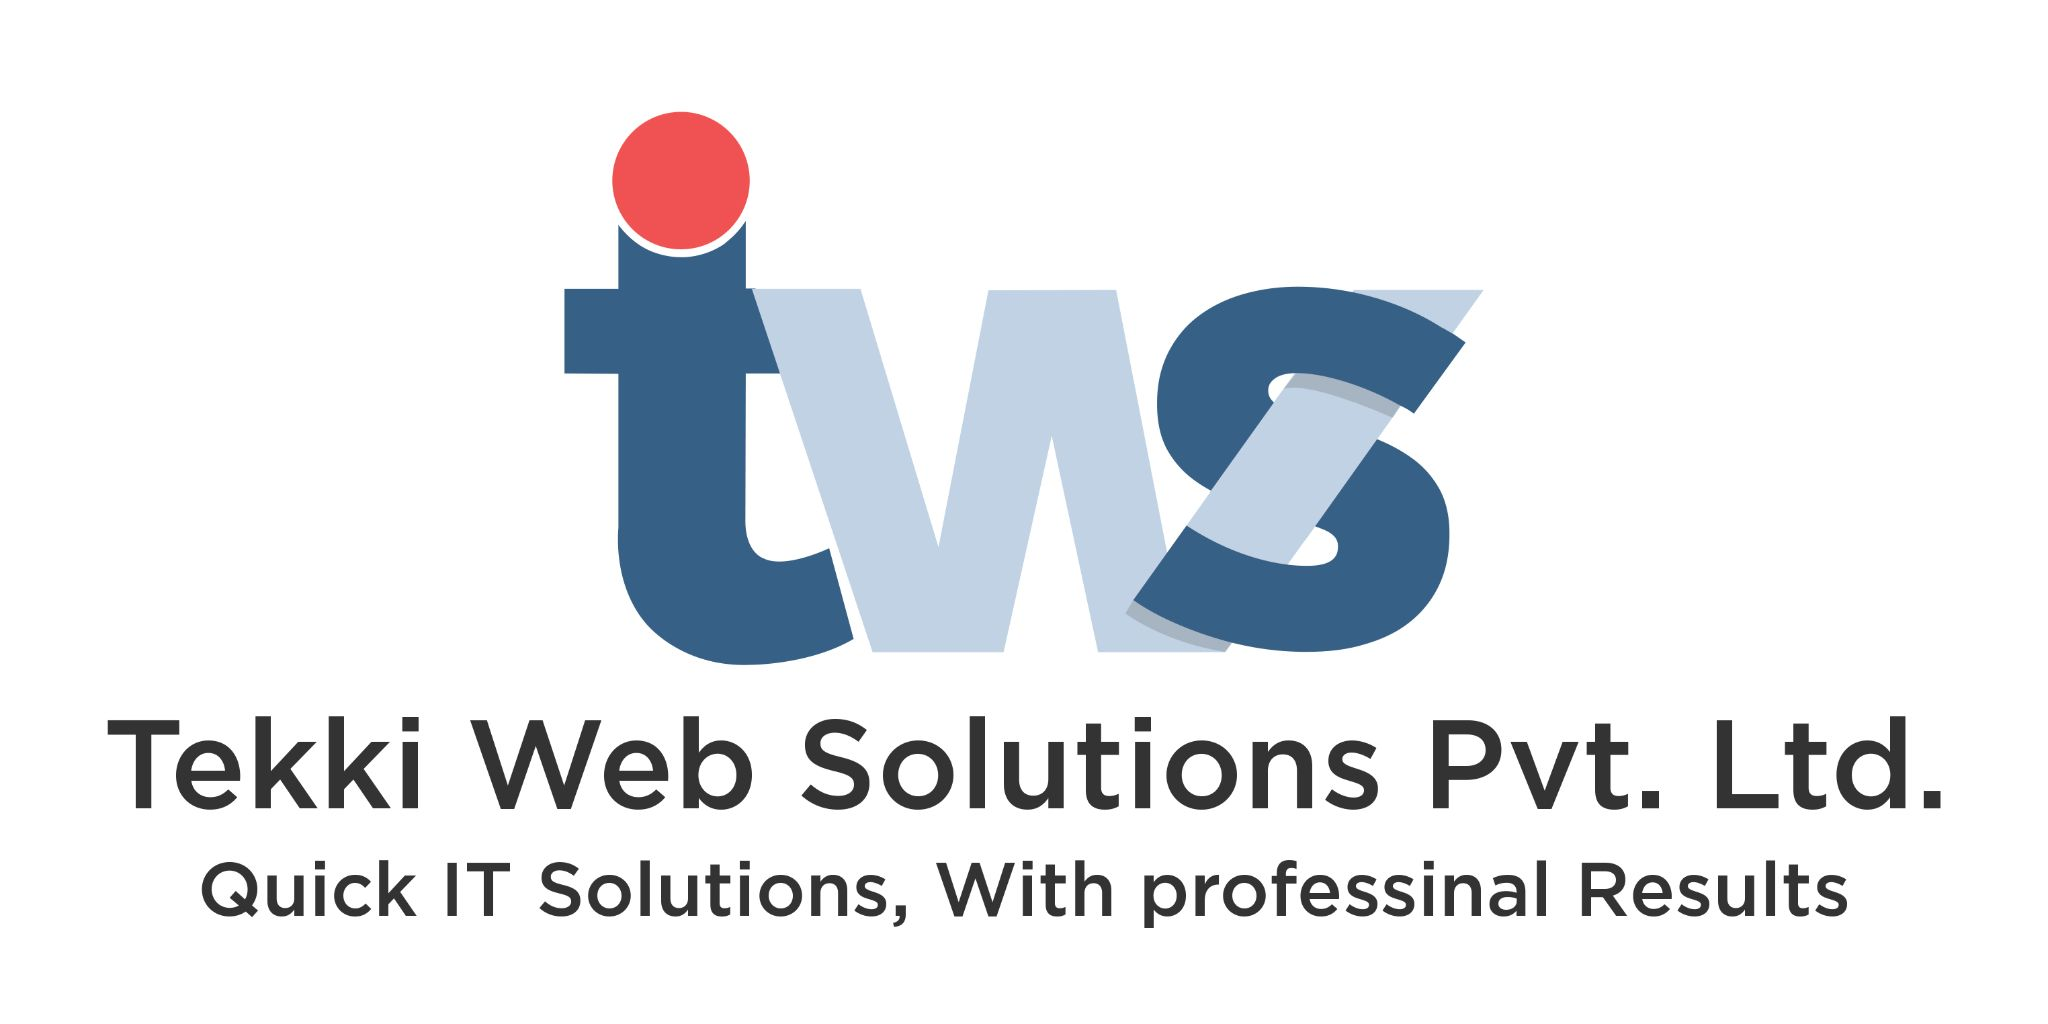 tws
Tekki Web Solutions Pvt. Ltd.
Quick IT Solutions, With professinal Results